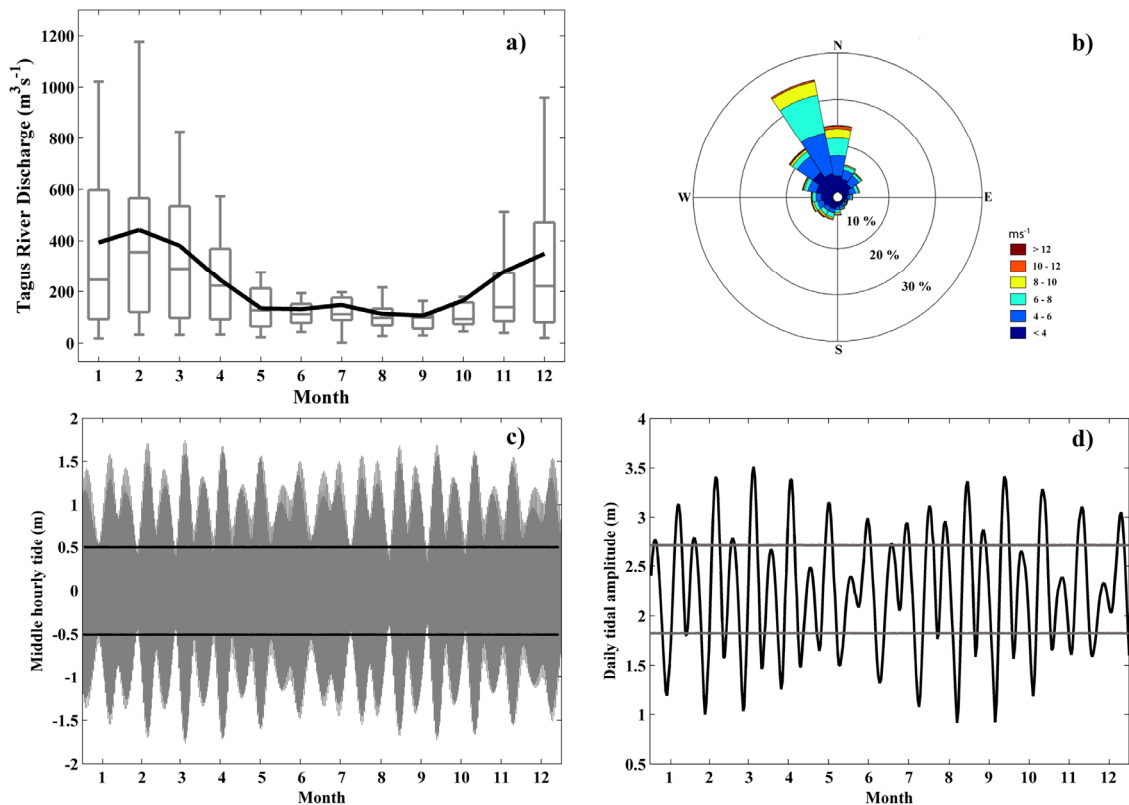 a)
Tagus River Discharge (m³s⁻¹)
1200
1000
800
600
400
200
0
1 2 3 4 5 6 7 8 9 10 11 12
Month
b)
N
W
E
S
10 %
20 %
30 %
ms⁻¹
> 12
10 - 12
8 - 10
6 - 8
4 - 6
< 4
c)
Middle hourly tide (m)
2
1.5
1
0.5
0
-0.5
-1
-1.5
-2
1 2 3 4 5 6 7 8 9 10 11 12
Month
d)
Daily tidal amplitude (m)
4
3.5
3
2.5
2
1.5
1
0.5
1 2 3 4 5 6 7 8 9 10 11 12
Month